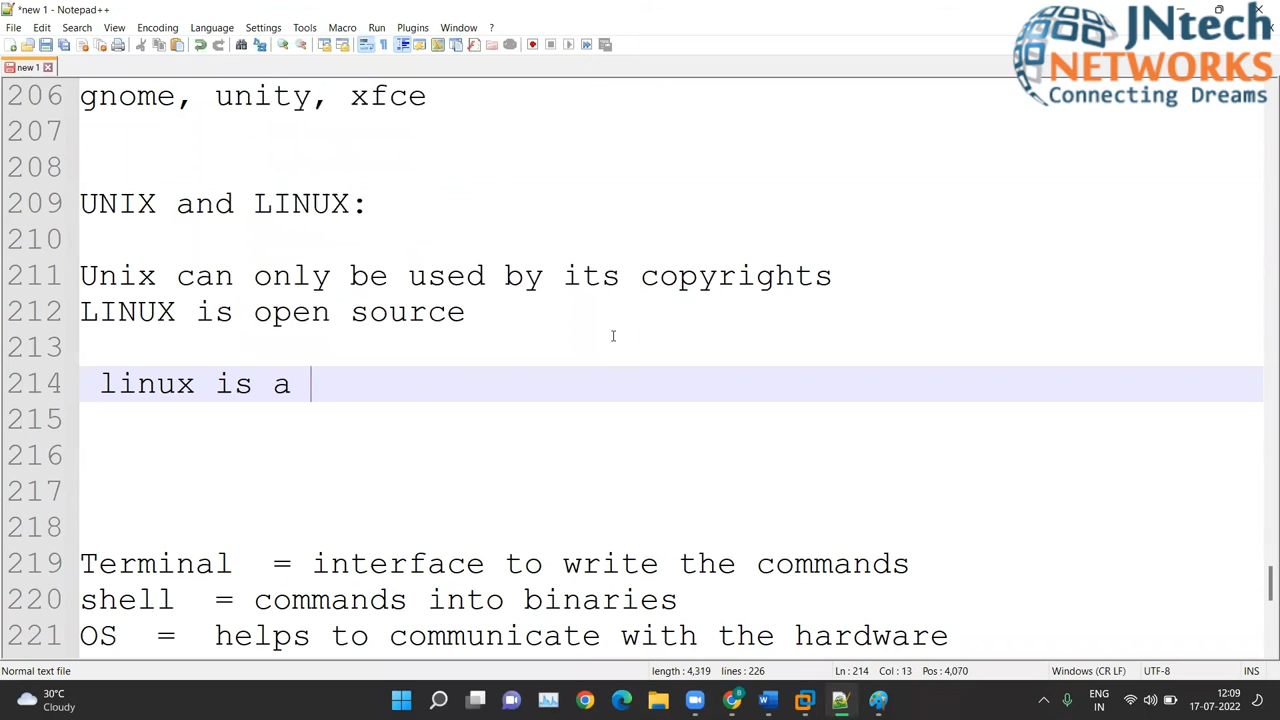 *new 1 - Notepad++
File Edit Search View Encoding Language Settings Tools Macro Run Plugins Window ?
new 1
JNtech
NETWORKS
Connecting Dreams
206 gnome, unity, xfce
207
208
209 UNIX and LINUX:
210
211 Unix can only be used by its copyrights
212 LINUX is open source
213
214 linux is a
215
216
217
218
219 Terminal = interface to write the commands
220 shell = commands into binaries
221 OS = helps to communicate with the hardware
Normal text file length : 4,319 lines : 226 Ln : 214 Col : 13 Pos : 4,070 Windows (CR LF) UTF-8 INS
30°C
Cloudy
ENG
IN
12:09
17-07-2022